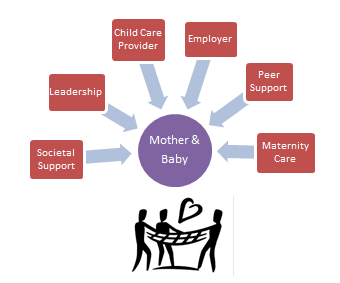 Child Care
Provider
Employer
Leadership
Peer
Support
Societal
Support
Mother &
Baby
Maternity
Care